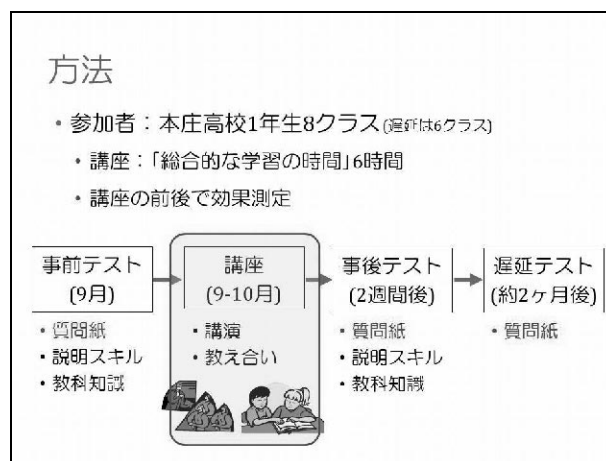 方法
・参加者：本庄高校1年生8クラス(遅延は6クラス)
・講座：「総合的な学習の時間」6時間
・講座の前後で効果測定
事前テスト
(9月)
・質問紙
・説明スキル
・教科知識
講座
(9-10月)
・講演
・教え合い
事後テスト
(2週間後)
・質問紙
・説明スキル
・教科知識
遅延テスト
(約2ヶ月後)
・質問紙